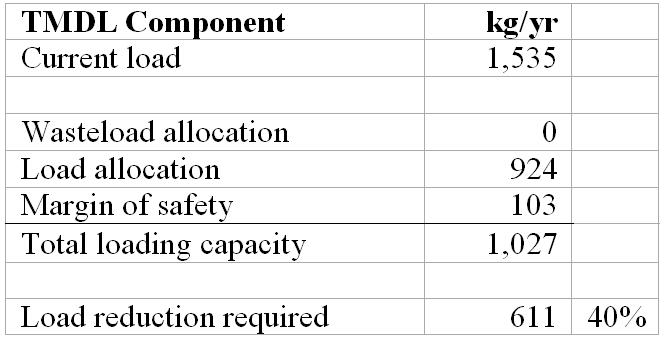 TMDL Component kg/yr
Current load 1,535
Wasteload allocation 0
Load allocation 924
Margin of safety 103
Total loading capacity 1,027
Load reduction required 611 40%